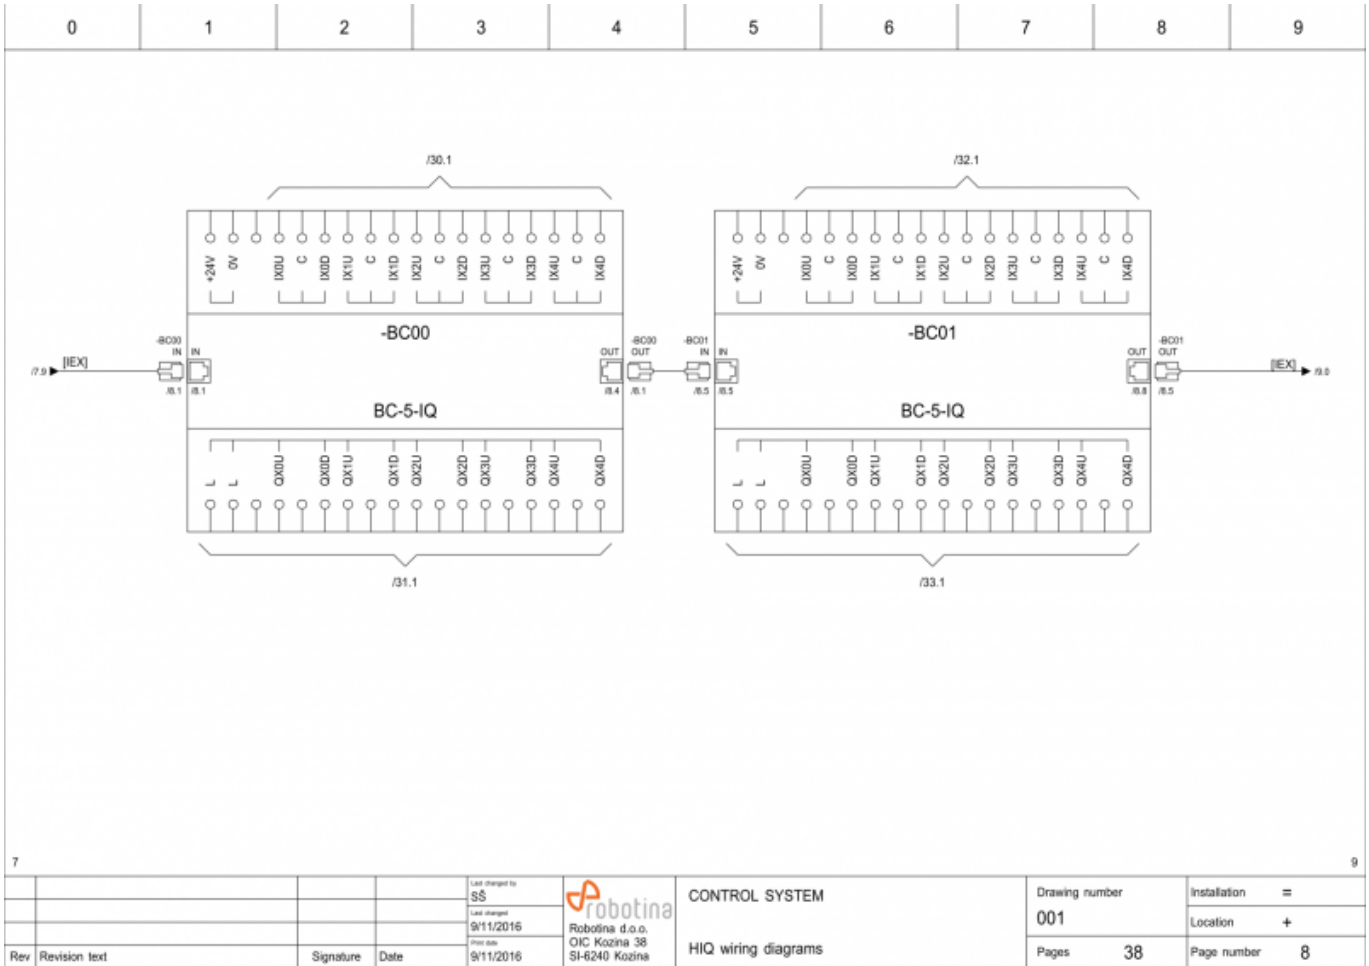 0 1 2 3 4 5 6 7 8 9
/30.1 /32.1
+24V 0V IX0U C IX0D IX1U C IX1D IX2U C IX2D IX3U C IX3D IX4U C IX4D
+24V 0V IX0U C IX0D IX1U C IX1D IX2U C IX2D IX3U C IX3D IX4U C IX4D
-BC00 -BC01
-BC00 -BC00 -BC01 -BC01
IN IN OUT OUT IN IN OUT OUT
/7.9 [IEX] [IEX] /9.0
/8.1 /8.1 /8.4 /8.1 /8.5 /8.5 /8.8 /8.5
BC-5-IQ BC-5-IQ
L L QX0U QX0D QX1U QX1D QX2U QX2D QX3U QX3D QX4U QX4D
L L QX0U QX0D QX1U QX1D QX2U QX2D QX3U QX3D QX4U QX4D
/31.1 /33.1
7 9
Last changed by
SŠ
Last changed
9/11/2016
Print date
9/11/2016
Rev Revision text Signature Date
robotina
Robotina d.o.o.
OIC Kozina 38
SI-6240 Kozina
CONTROL SYSTEM
HIQ wiring diagrams
Drawing number
001
Pages 38
Installation =
Location +
Page number 8